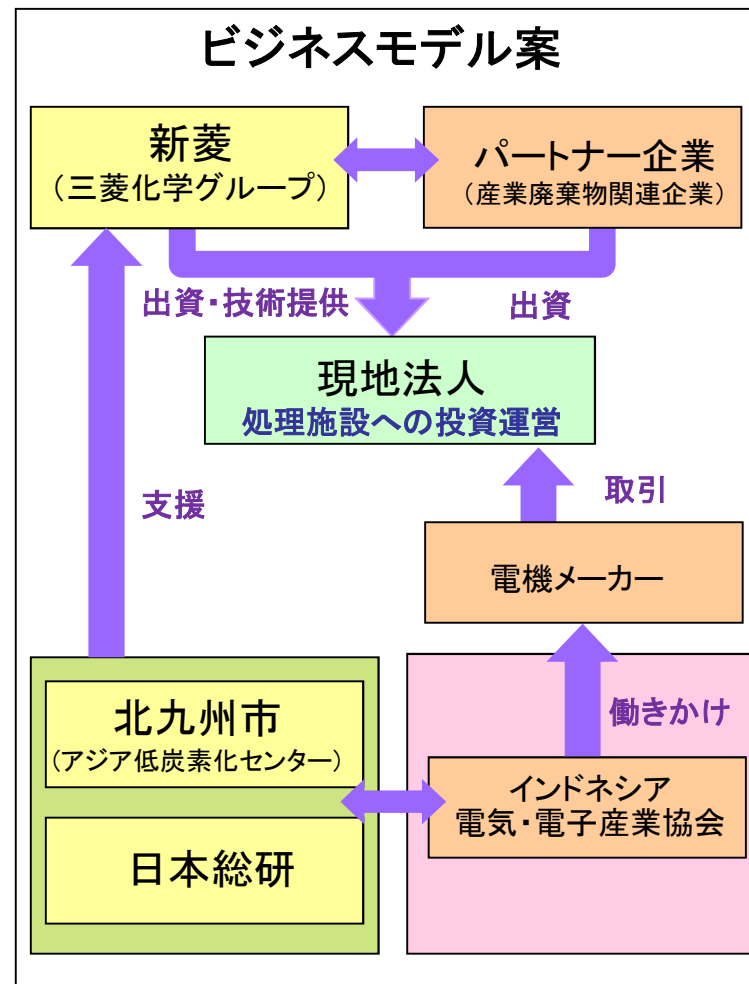 ビジネスモデル案
新菱
（三菱化学グループ）
パートナー企業
（産業廃棄物関連企業）
出資・技術提供
出資
現地法人
処理施設への投資運営
支援
取引
電機メーカー
働きかけ
北九州市
（アジア低炭素化センター）
インドネシア
電気・電子産業協会
日本総研